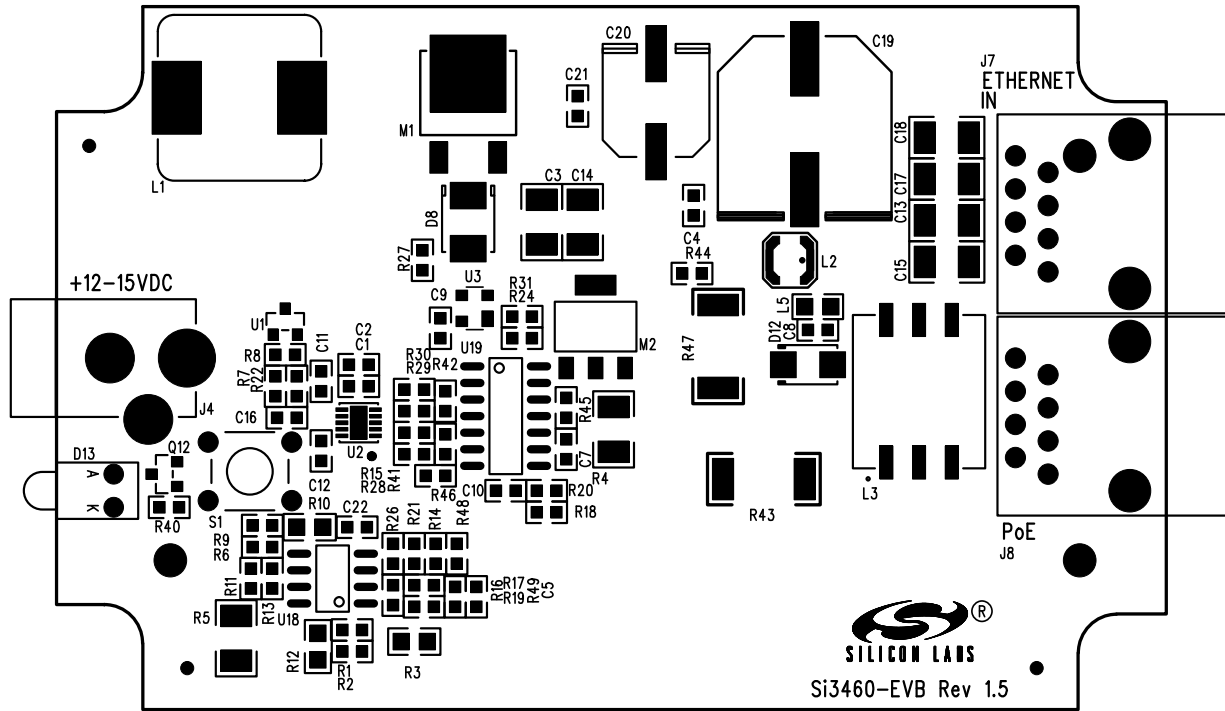 C20
C19
J7
ETHERNET
IN
C21
M1
C18
L1
C3
C14
C17
D8
C13
C4
R27
R44
L2
C15
+12-15VDC
U3
R31
R24
L5
C9
U1
C11
C2
C1
U19
D12
C8
R8
R30
R29
R42
M2
R47
R7
R22
J4
C16
R45
D13
Q12
U2
C7
A
R15
R28
R41
R4
C12
K
R46
C10
R20
L3
R40
S1
R10
R18
R43
C22
R9
R6
R26
R21
R14
R48
PoE
J8
R11
R13
R16
R17
R19
R49
C5
R5
U18
®
R12
R1
R2
R3
SILICON LABS
Si3460-EVB Rev 1.5